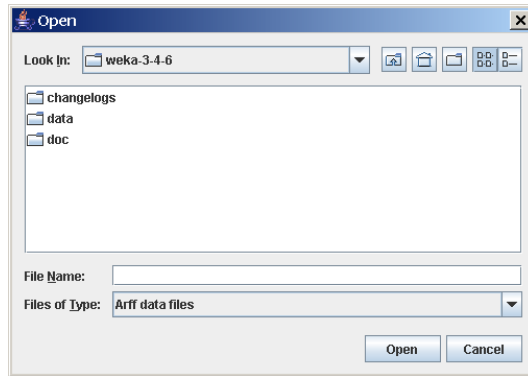 Open
Look In: weka-3-4-6
changelogs
data
doc
File Name:
Files of Type: Arff data files
Open Cancel